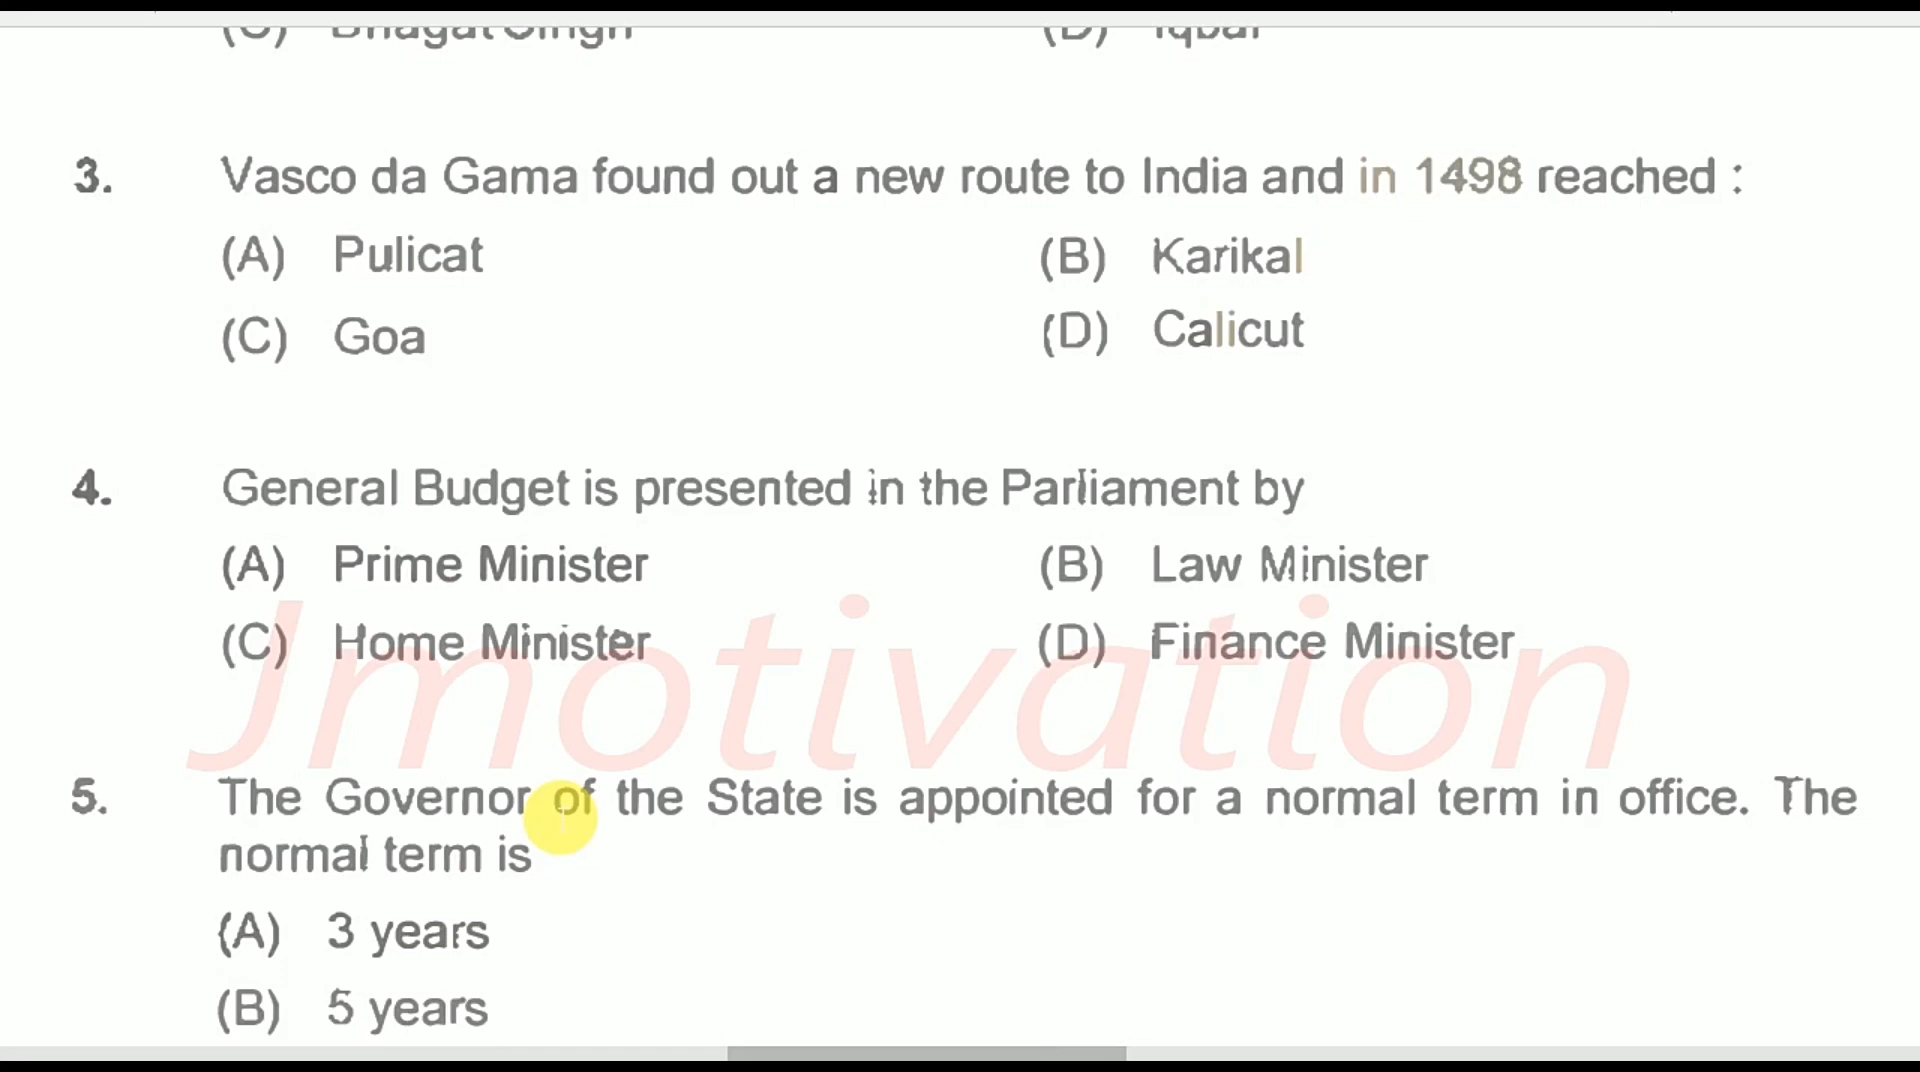 (C) Bhagat Singh (D) Iqbal
3. Vasco da Gama found out a new route to India and in 1498 reached :
(A) Pulicat (B) Karikal
(C) Goa (D) Calicut
4. General Budget is presented in the Parliament by
(A) Prime Minister (B) Law Minister
(C) Home Minister (D) Finance Minister
Jmotivation
5. The Governor of the State is appointed for a normal term in office. The
normal term is
(A) 3 years
(B) 5 years